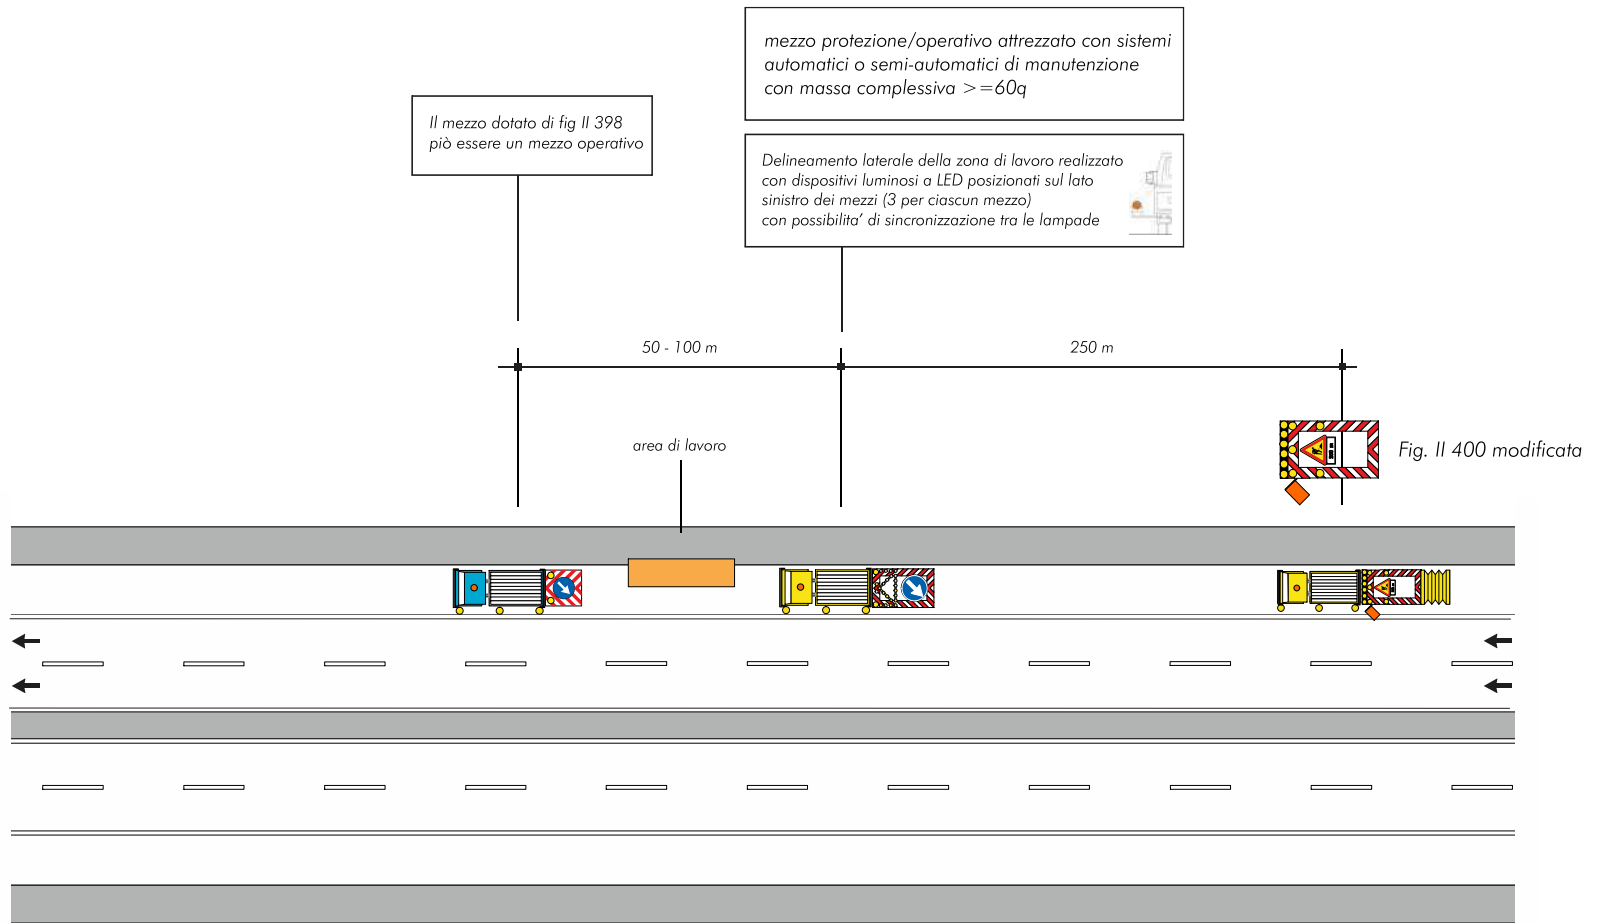 mezzo protezione/operativo attrezzato con sistemi
automatici o semi-automatici di manutenzione
con massa complessiva >=60q
Il mezzo dotato di fig II 398
piò essere un mezzo operativo
Delineamento laterale della zona di lavoro realizzato
con dispositivi luminosi a LED posizionati sul lato
sinistro dei mezzi (3 per ciascun mezzo)
con possibilita' di sincronizzazione tra le lampade
50 - 100 m
250 m
area di lavoro
Fig. II 400 modificata